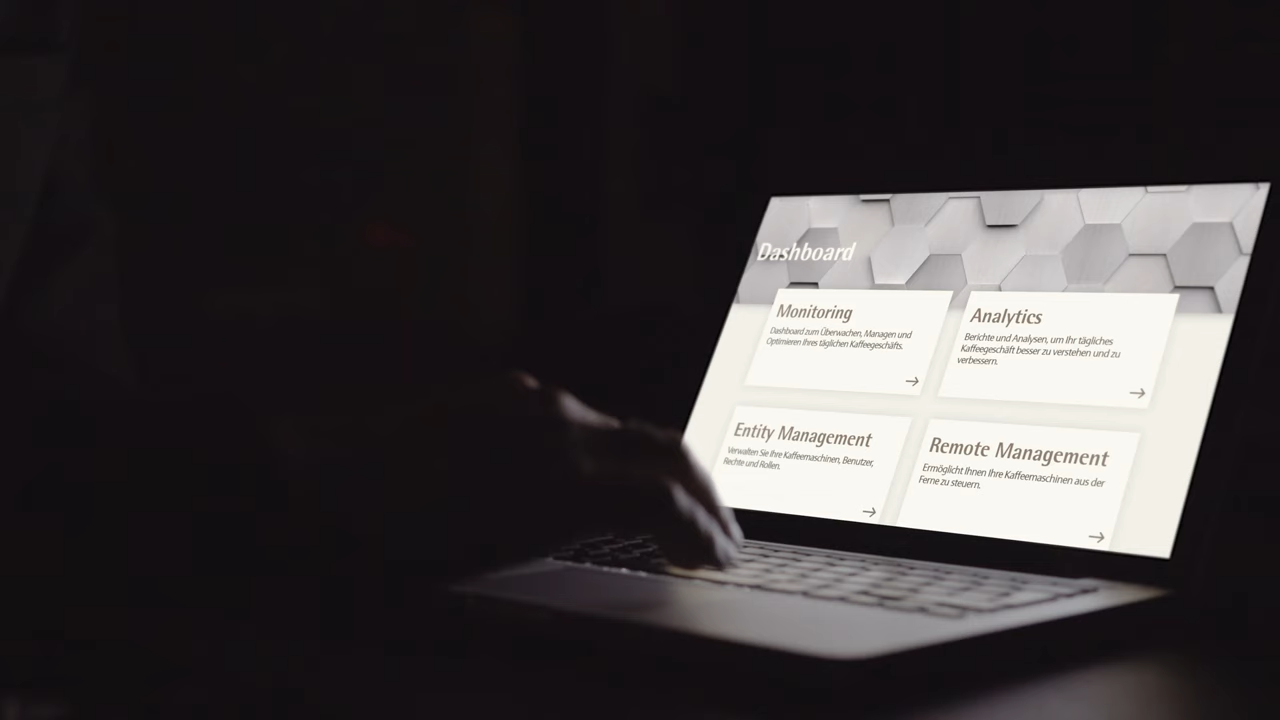 Dashboard
Monitoring
Dashboard zum Überwachen, Managen und
Optimieren Ihres täglichen Kaffeegeschäfts.
Analytics
Berichte und Analysen, um Ihr tägliches
Kaffeegeschäft besser zu verstehen und zu
verbessern.
Entity Management
Verwalten Sie Ihre Kaffeemaschinen, Benutzer,
Rechte und Rollen.
Remote Management
Ermöglicht Ihnen Ihre Kaffeemaschinen aus der
Ferne zu steuern.